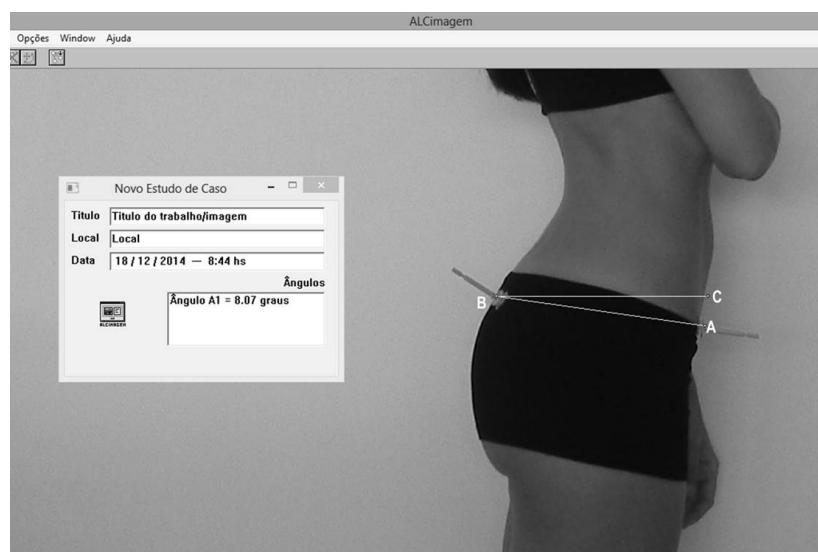 ALCimagem
Opções Window Ajuda
Novo Estudo de Caso
Titulo Titulo do trabalho/imagem
Local Local
Data 18 / 12 / 2014 — 8:44 hs
Ângulos
Ângulo A1 = 8.07 graus
ALCIMAGEM
B
C
A